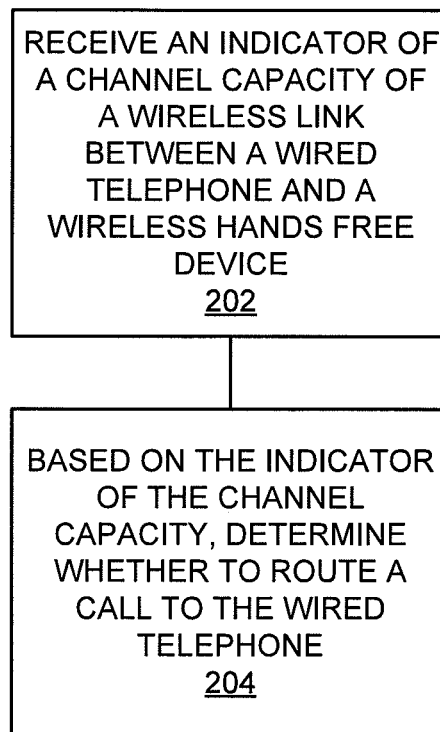 RECEIVE AN INDICATOR OF
A CHANNEL CAPACITY OF
A WIRELESS LINK
BETWEEN A WIRED
TELEPHONE AND A
WIRELESS HANDS FREE
DEVICE
202
BASED ON THE INDICATOR
OF THE CHANNEL
CAPACITY, DETERMINE
WHETHER TO ROUTE A
CALL TO THE WIRED
TELEPHONE
204